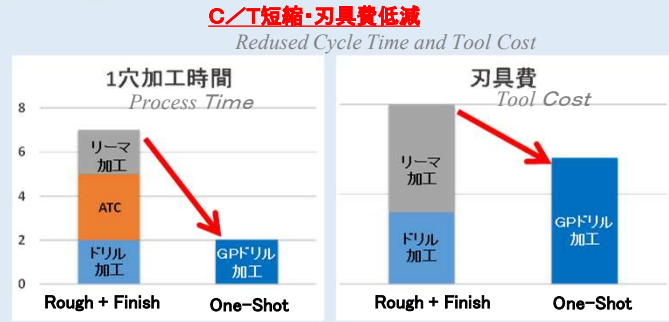 C/T短縮・刃具費低減
Redused Cycle Time and Tool Cost
1穴加工時間
Process Time
8
6
4
2
0
リーマ
加工
ATC
ドリル
加工
GPドリル
加工
Rough + Finish
One-Shot
刃具費
Tool Cost
リーマ
加工
ドリル
加工
GPドリル
加工
Rough + Finish
One-Shot